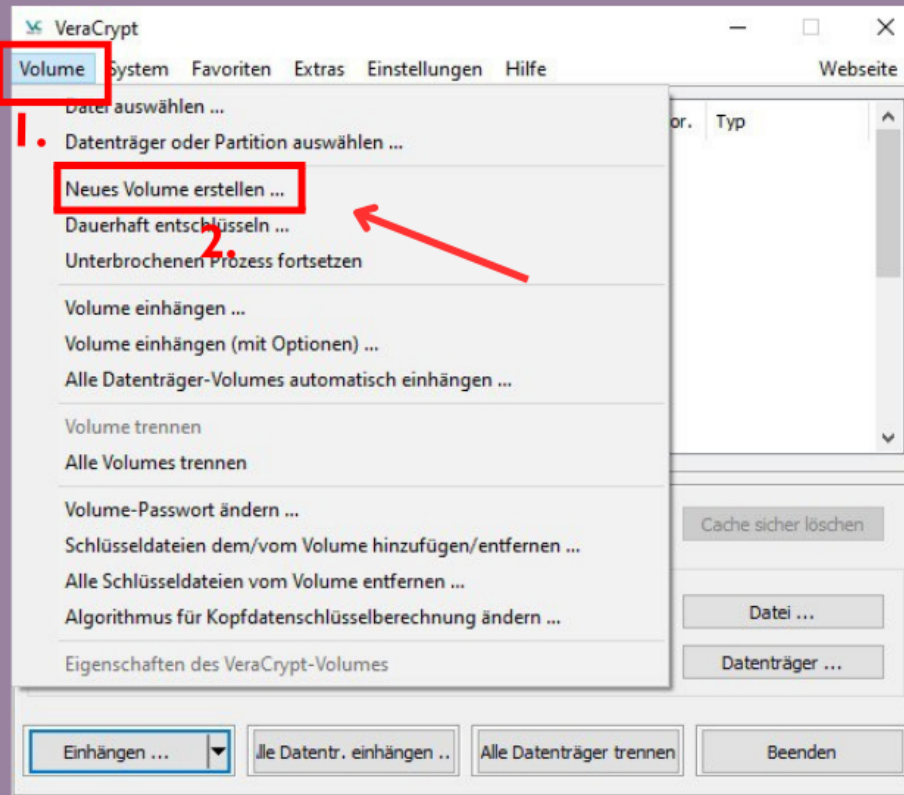 VeraCrypt
Volume System Favoriten Extras Einstellungen Hilfe Webseite
1.
Datei auswählen ...
or. Typ
Datenträger oder Partition auswählen ...
Neues Volume erstellen ...
Dauerhaft entschlüsseln ...
2.
Unterbrochenen Prozess fortsetzen
Volume einhängen ...
Volume einhängen (mit Optionen) ...
Alle Datenträger-Volumes automatisch einhängen ...
Volume trennen
Alle Volumes trennen
Volume-Passwort ändern ...
Cache sicher löschen
Schlüsseldateien dem/vom Volume hinzufügen/entfernen ...
Alle Schlüsseldateien vom Volume entfernen ...
Algorithmus für Kopfdatenschlüsselberechnung ändern ...
Datei ...
Eigenschaften des VeraCrypt-Volumes
Datenträger ...
Einhängen ... lle Datentr. einhängen .. Alle Datenträger trennen Beenden